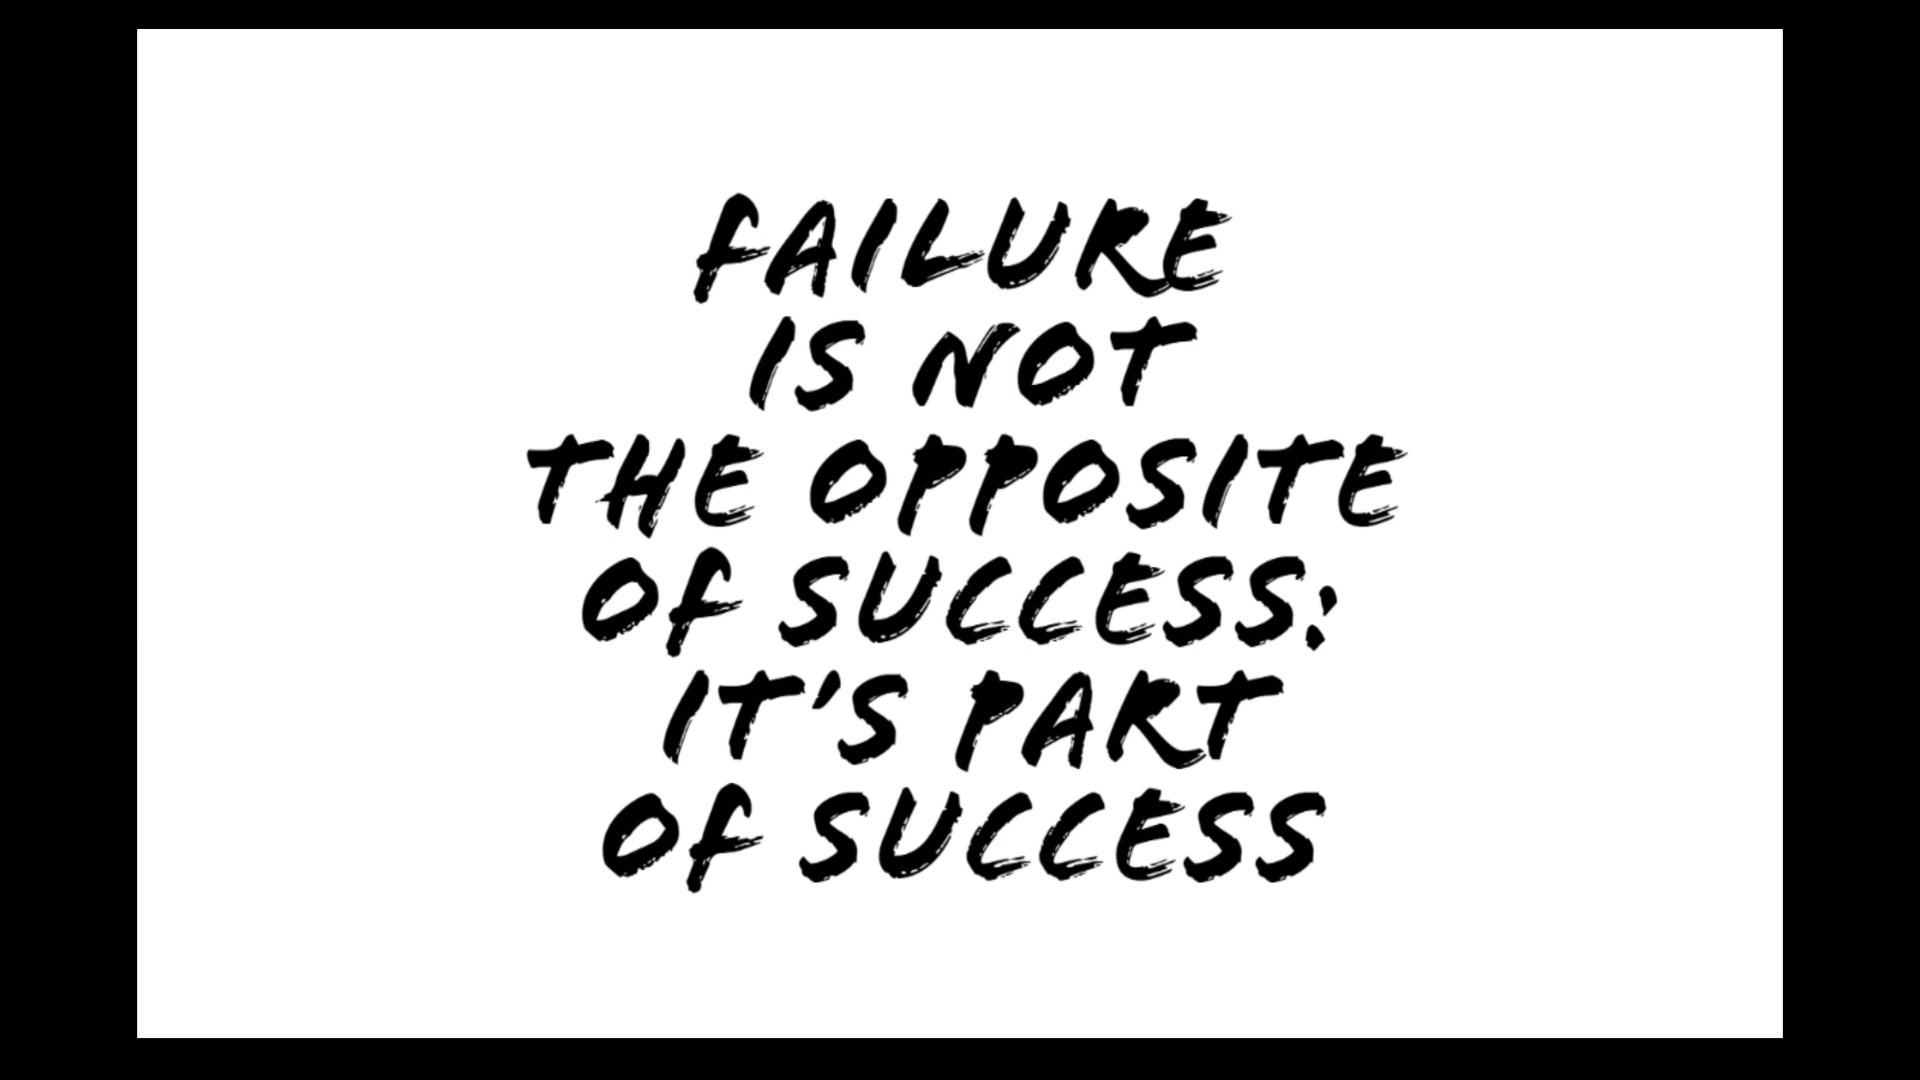 FAILURE
IS NOT
THE OPPOSITE
OF SUCCESS:
IT'S PART
OF SUCCESS